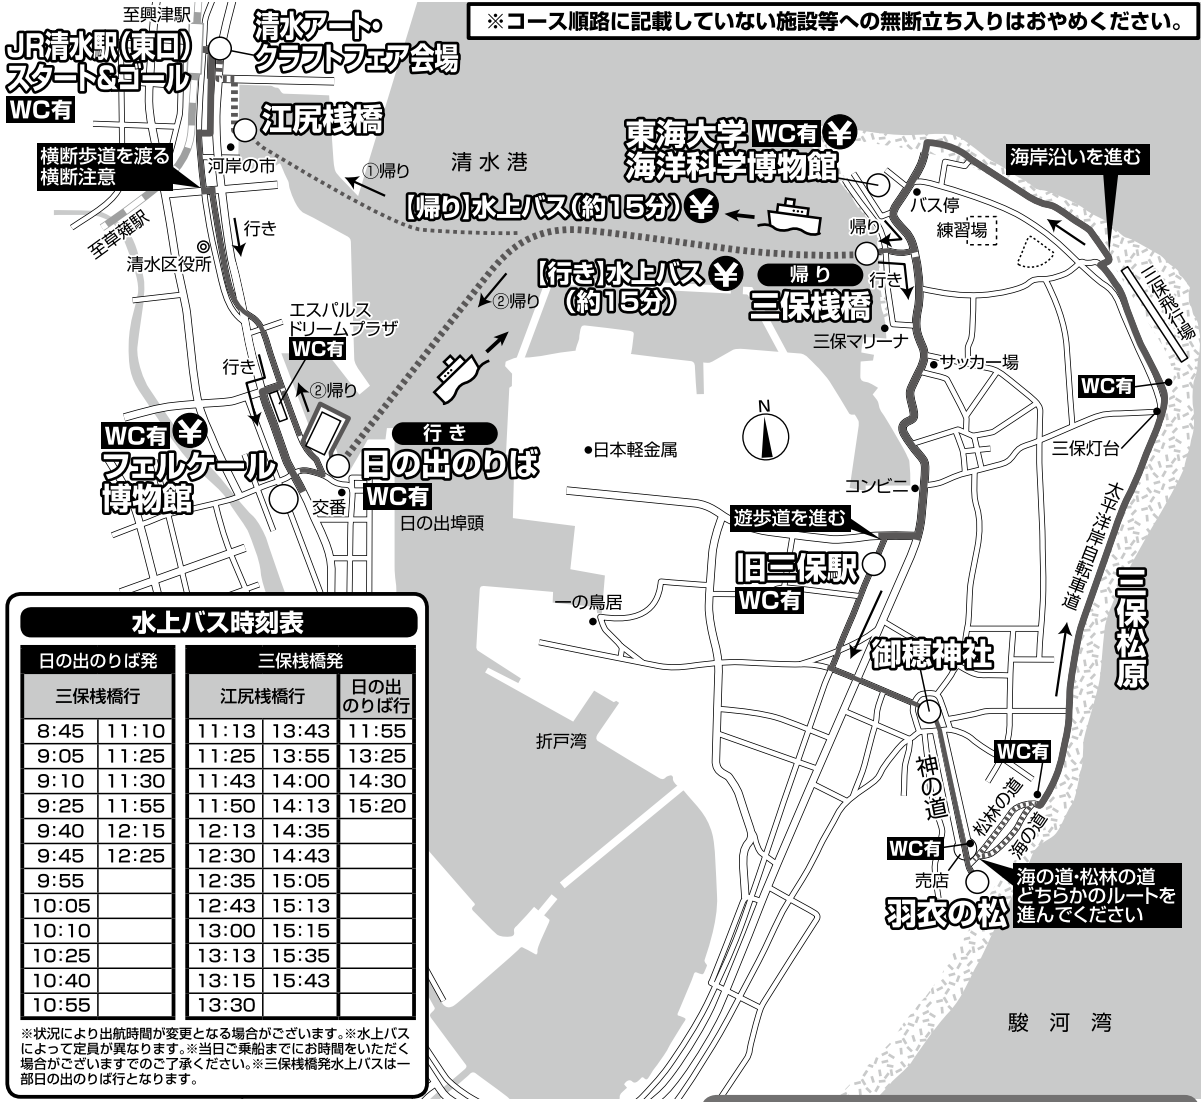 ※コース順路に記載していない施設等への無断立ち入りはおやめください。
至興津駅
JR清水駅(東口)
スタート&ゴール
WC有
清水アート・
クラフトフェア会場
江尻桟橋
横断歩道を渡る
横断注意
河岸の市
清水港
①帰り
【帰り】水上バス(約15分)¥
東海大学 WC有 ¥
海洋科学博物館
海岸沿いを進む
バス停
練習場
帰り
行き
至草薙駅
清水区役所
行き
【行き】水上バス¥
(約15分)
②帰り
帰り
三保桟橋
行き
三保飛行場
エスパルス
ドリームプラザ
WC有
三保マリーナ
サッカー場
行き
②帰り
WC有
WC有 ¥
フェルケール
博物館
行き
日の出のりば
WC有
交番
日の出埠頭
日本軽金属
N
三保灯台
コンビニ
太平洋岸自転車道
遊歩道を進む
旧三保駅
WC有
三保松原
一の鳥居
御穂神社
折戸湾
WC有
神の道
松林の道
海の道
WC有
売店
羽衣の松
海の道・松林の道
どちらかのルートを
進んでください
駿河湾
水上バス時刻表
日の出のりば発 三保桟橋発
三保桟橋行 江尻桟橋行 日の出のりば行
8:45 11:10 11:13 13:43 11:55
9:05 11:25 11:25 13:55 13:25
9:10 11:30 11:43 14:00 14:30
9:25 11:55 11:50 14:13 15:20
9:40 12:15 12:13 14:35
9:45 12:25 12:30 14:43
9:55 12:35 15:05
10:05 12:43 15:13
10:10 13:00 15:15
10:25 13:13 15:35
10:40 13:15 15:43
10:55 13:30
※状況により出航時間が変更となる場合がございます。※水上バス
によって定員が異なります。※当日ご乗船までにお時間をいただく
場合がございますでのご了承ください。※三保桟橋発水上バスは一
部日の出のりば行となります。